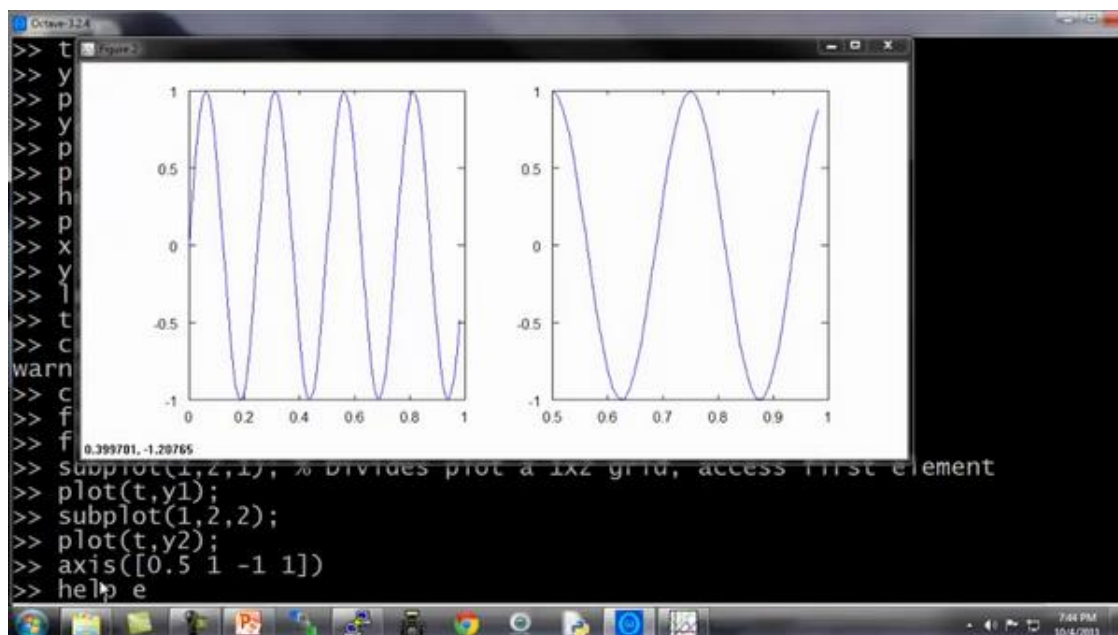 Octave-3.2.4
>> t
Figure 2
>> y
>> p
>> y
>> p
>> p
>> h
>> p
>> x
>> y
>> l
>> t
>> c
warn
>> c
>> f
>> f
1
0.5
0
-0.5
-1
0 0.2 0.4 0.6 0.8 1
1
0.5
0
-0.5
-1
0.5 0.6 0.7 0.8 0.9 1
0.399701, -1.20765
>> subplot(1,2,1); % Divides plot a 1x2 grid, access first element
>> plot(t,y1);
>> subplot(1,2,2);
>> plot(t,y2);
>> axis([0.5 1 -1 1])
>> help e
7:44 PM
10/4/2011